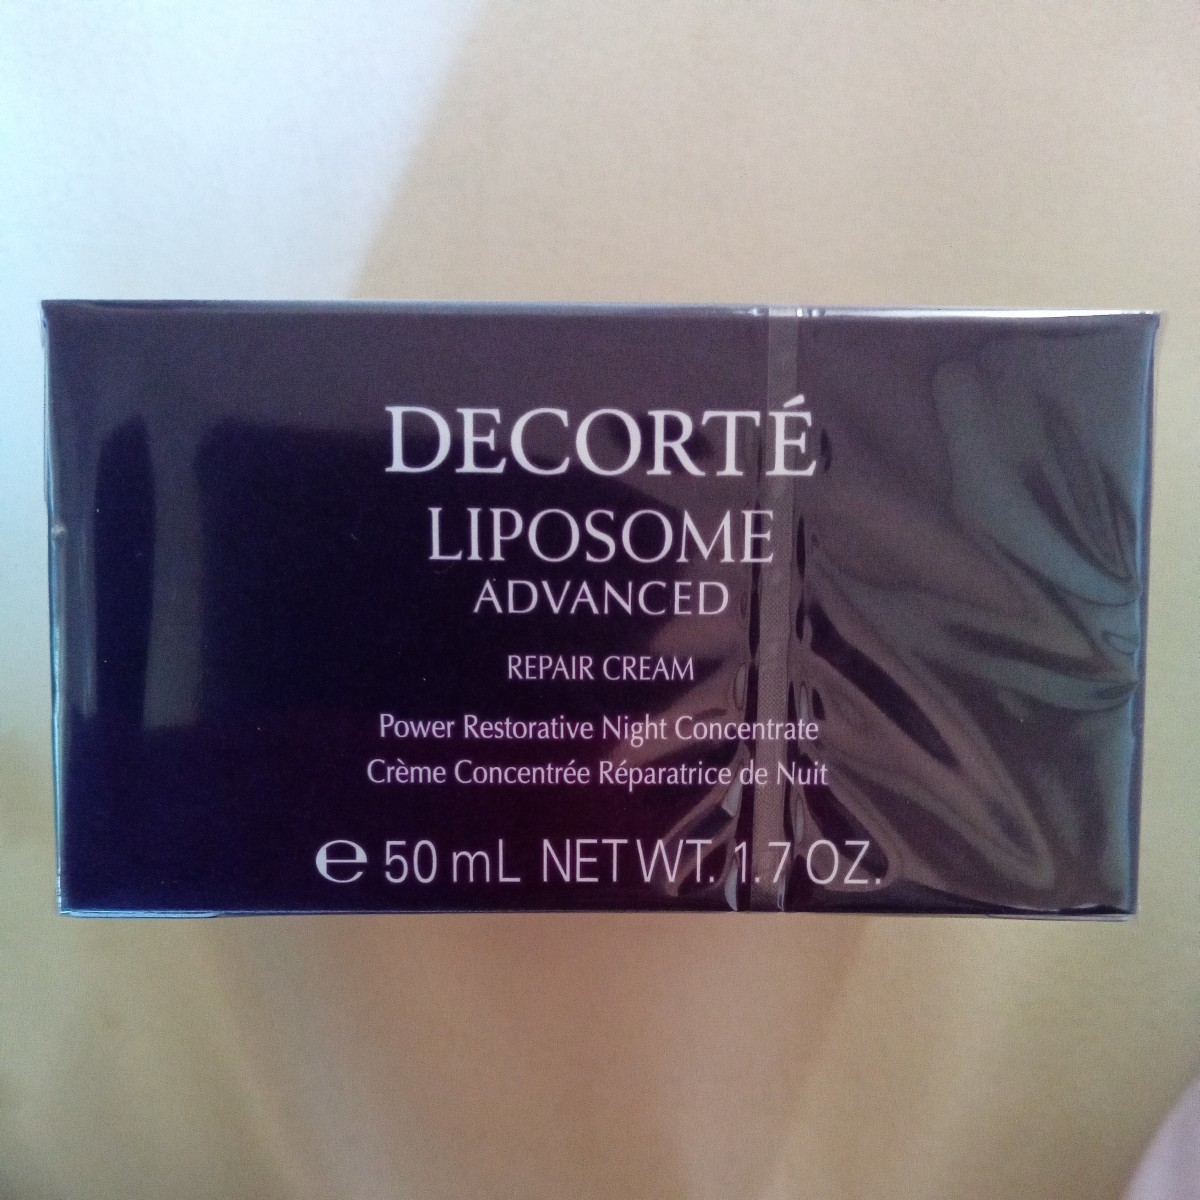 DECORTÉ
LIPOSOME
ADVANCED
REPAIR CREAM
Power Restorative Night Concentrate
Crème Concentrée Réparatrice de Nuit
℮ 50 mL NET WT. 1.7 OZ.